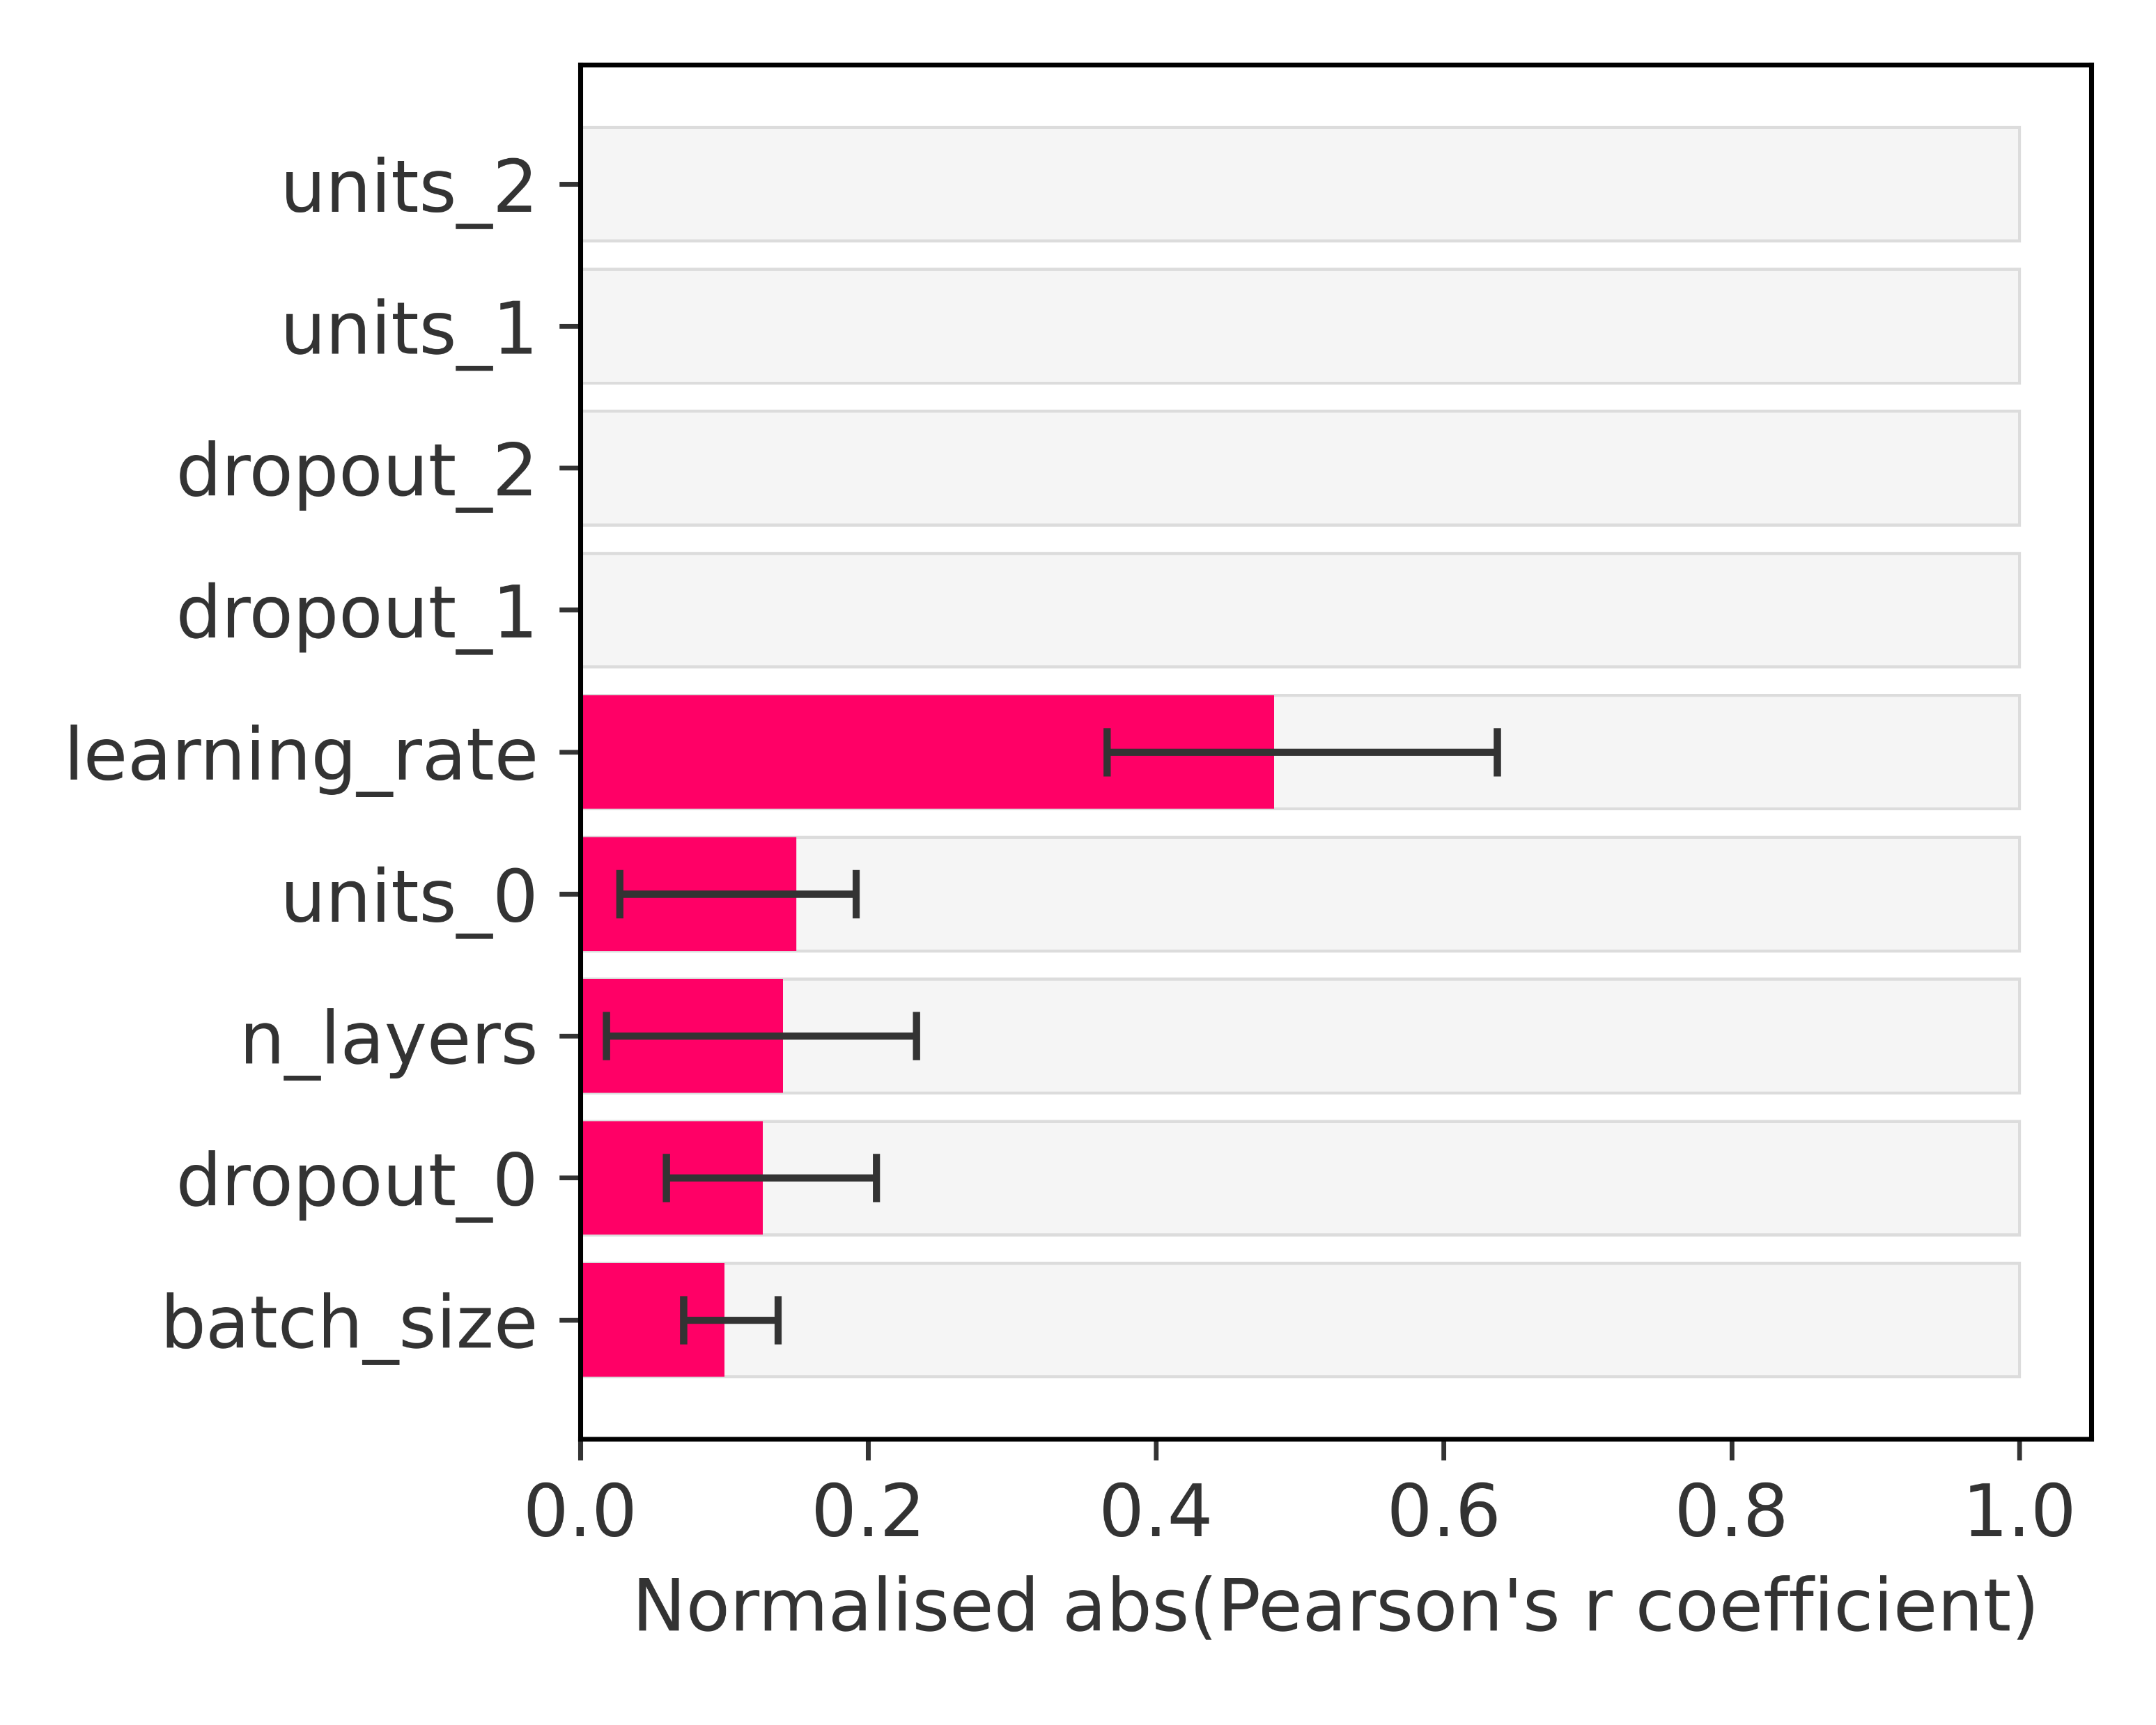 units_2
units_1
dropout_2
dropout_1
learning_rate
units_0
n_layers
dropout_0
batch_size
0.0 0.2 0.4 0.6 0.8 1.0
Normalised abs(Pearson's r coefficient)